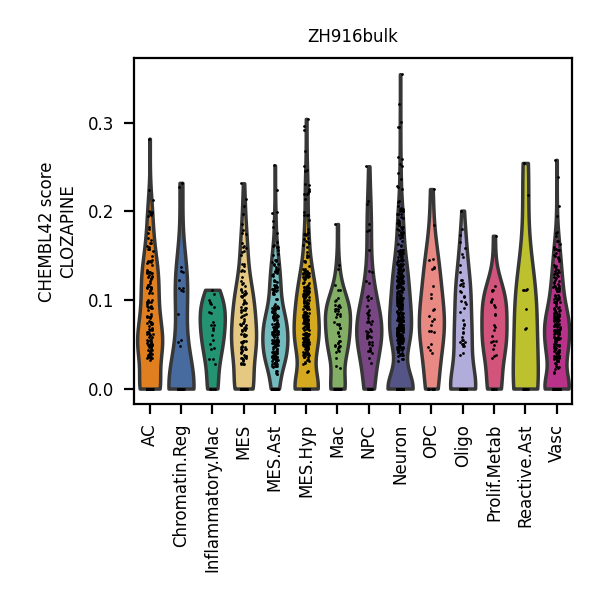 ZH916bulk
CHEMBL42 score
CLOZAPINE
0.3
0.2
0.1
0.0
AC
Chromatin.Reg
Inflammatory.Mac
MES
MES.Ast
MES.Hyp
Mac
NPC
Neuron
OPC
Oligo
Prolif.Metab
Reactive.Ast
Vasc